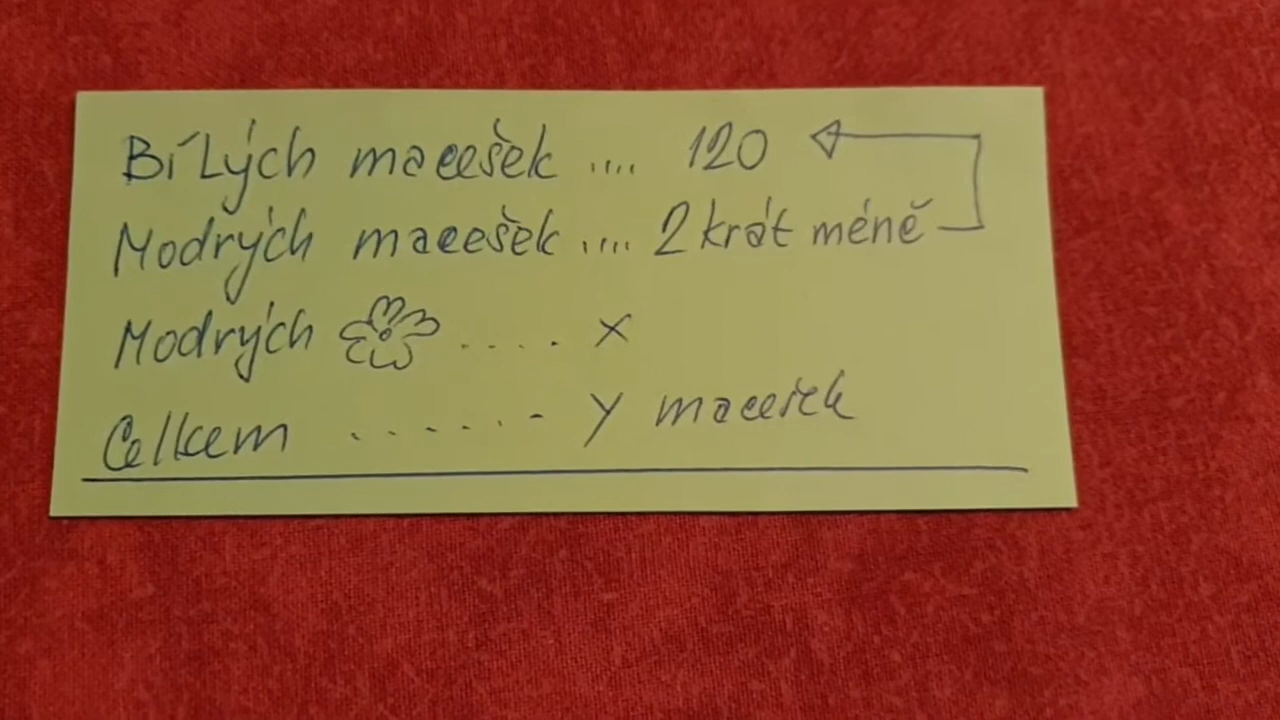 Bílých macešek .... 120
Modrých macešek .... 2 krát méně
Modrých .... x
Celkem ...... y macešek